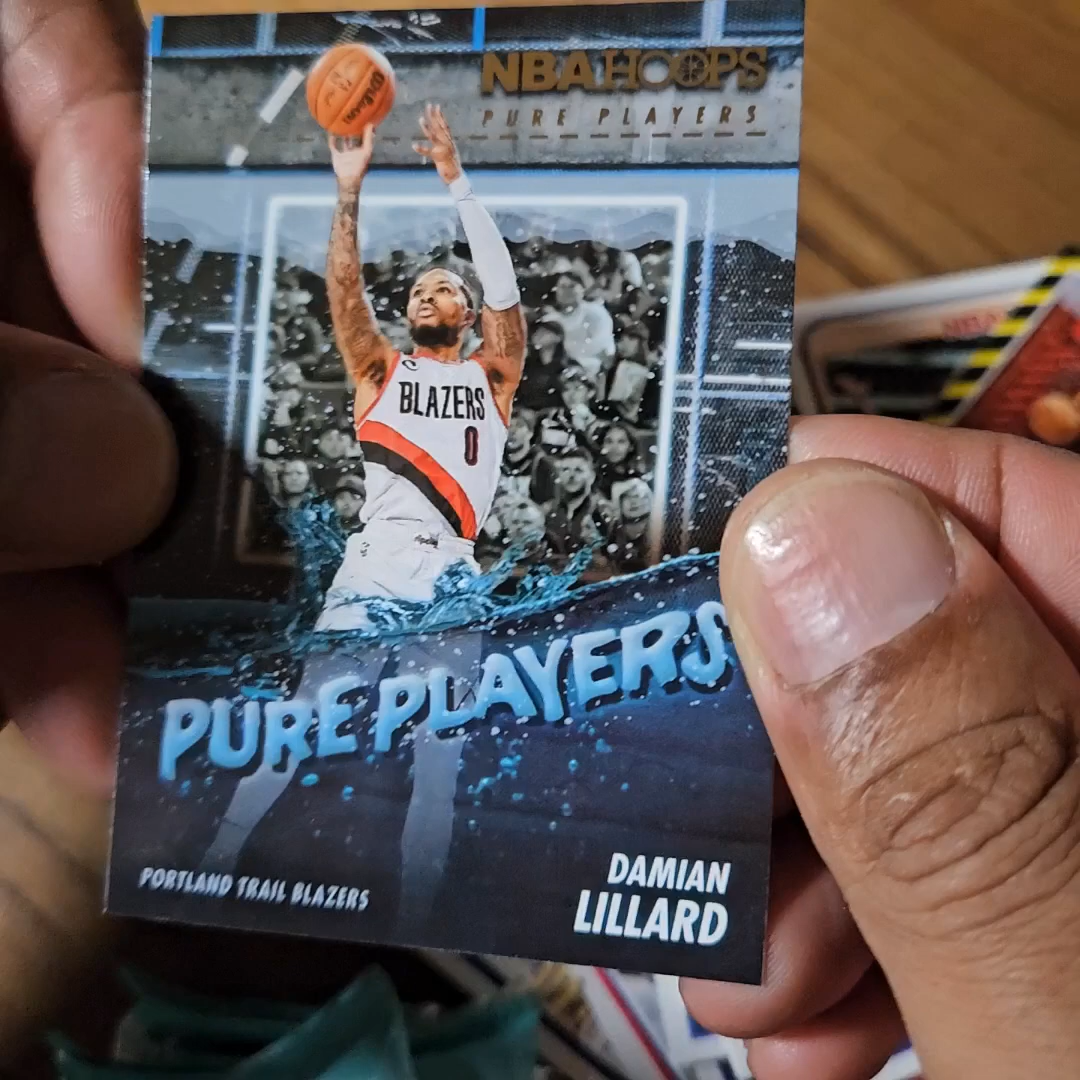 NBA HOOPS
PURE PLAYERS
BLAZERS
0
PURE PLAYERS
PORTLAND TRAIL BLAZERS
DAMIAN
LILLARD